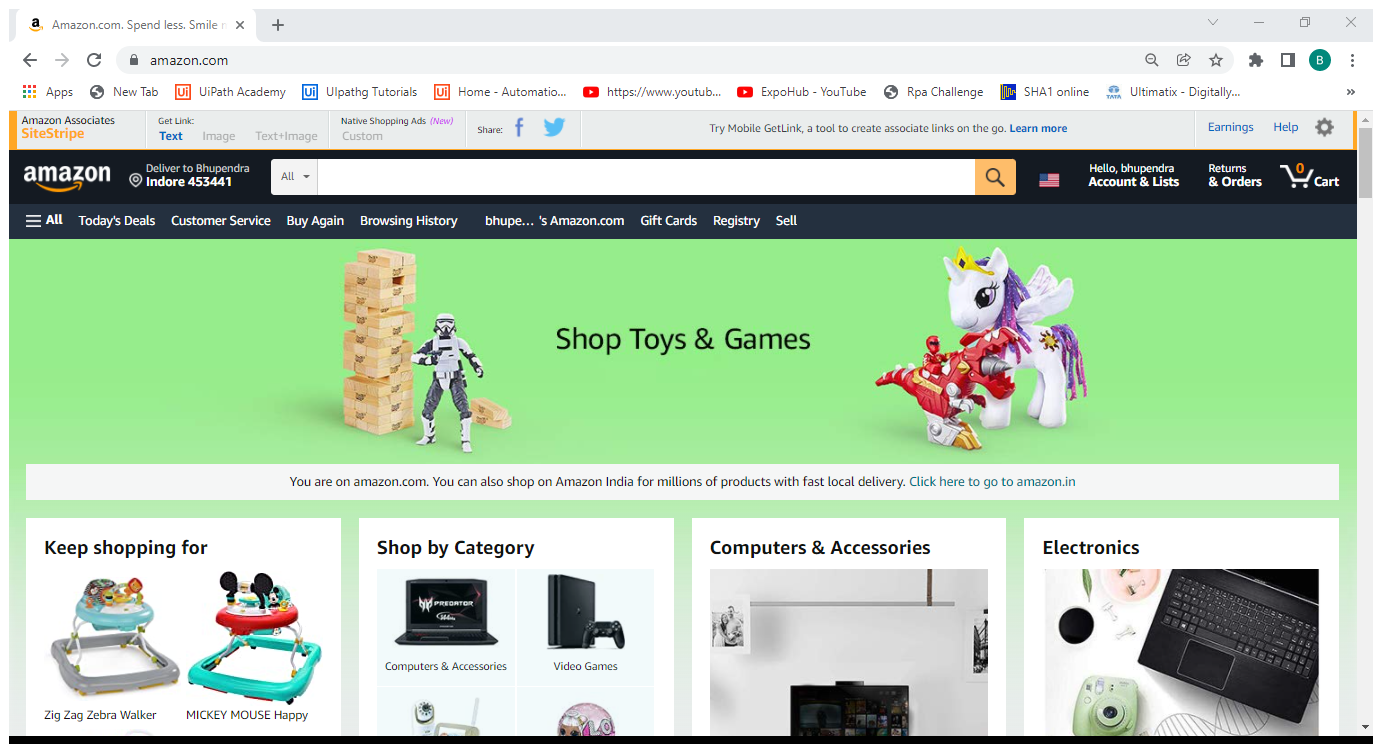 Amazon.com. Spend less. Smile
amazon.com
Apps New Tab UiPath Academy UIpathg Tutorials Home - Automatio... https://www.youtub... ExpoHub - YouTube Rpa Challenge SHA1 online Ultimatix - Digitally... »
Amazon Associates
SiteStripe
Get Link:
Text Image Text+Image
Native Shopping Ads (New)
Custom
Share:
Try Mobile GetLink, a tool to create associate links on the go. Learn more
Earnings Help
amazon
Deliver to Bhupendra
Indore 453441
All
Hello, bhupendra
Account & Lists
Returns
& Orders
0
Cart
All Today's Deals Customer Service Buy Again Browsing History bhupe... 's Amazon.com Gift Cards Registry Sell
Shop Toys & Games
You are on amazon.com. You can also shop on Amazon India for millions of products with fast local delivery. Click here to go to amazon.in
Keep shopping for
Zig Zag Zebra Walker
MICKEY MOUSE Happy
Shop by Category
PREDATOR
Computers & Accessories
Video Games
Computers & Accessories
Electronics